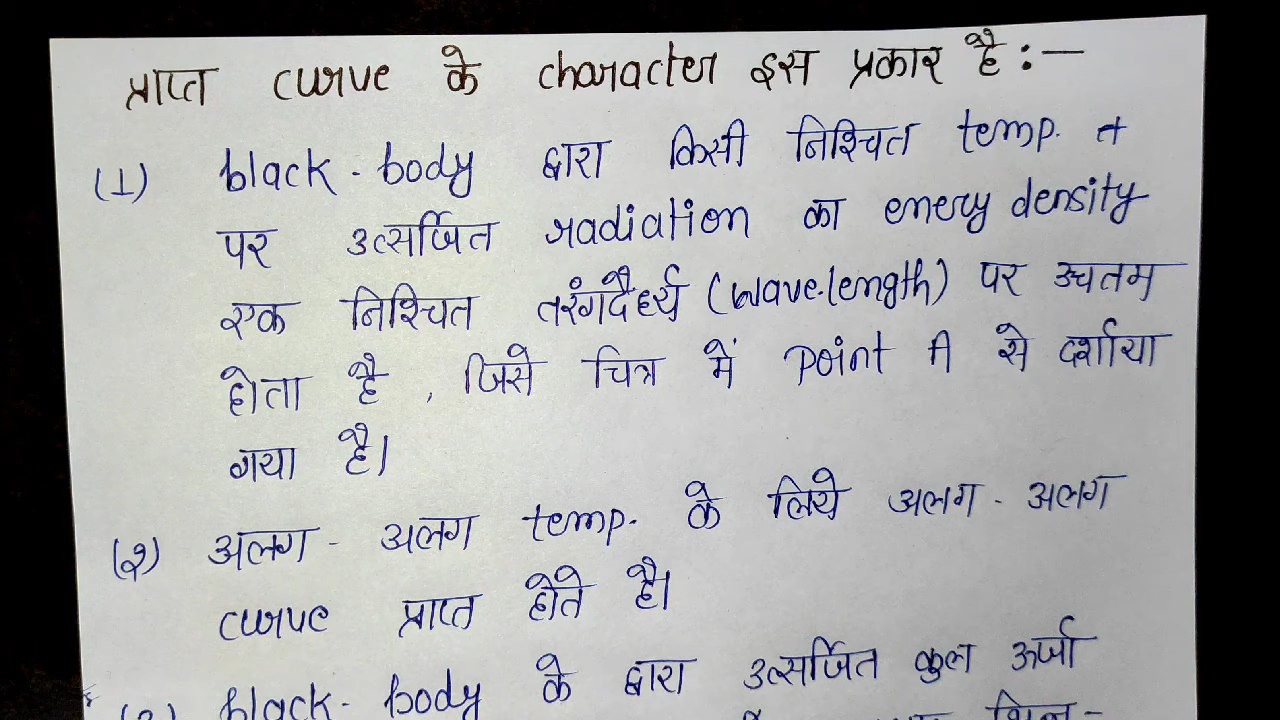 प्राप्त curve के character इस प्रकार है :—
(1) black-body द्वारा किसी निश्चित temp. t
पर उत्सर्जित radiation का energy density
एक निश्चित तरंगदैर्ध्य (wave-length) पर उच्चतम
होता है , जिसे चित्र में Point A से दर्शाया
गया है।
(2) अलग - अलग temp. के लिये अलग - अलग
curve प्राप्त होते है।
black-body के द्वारा उत्सर्जित कुल ऊर्जा